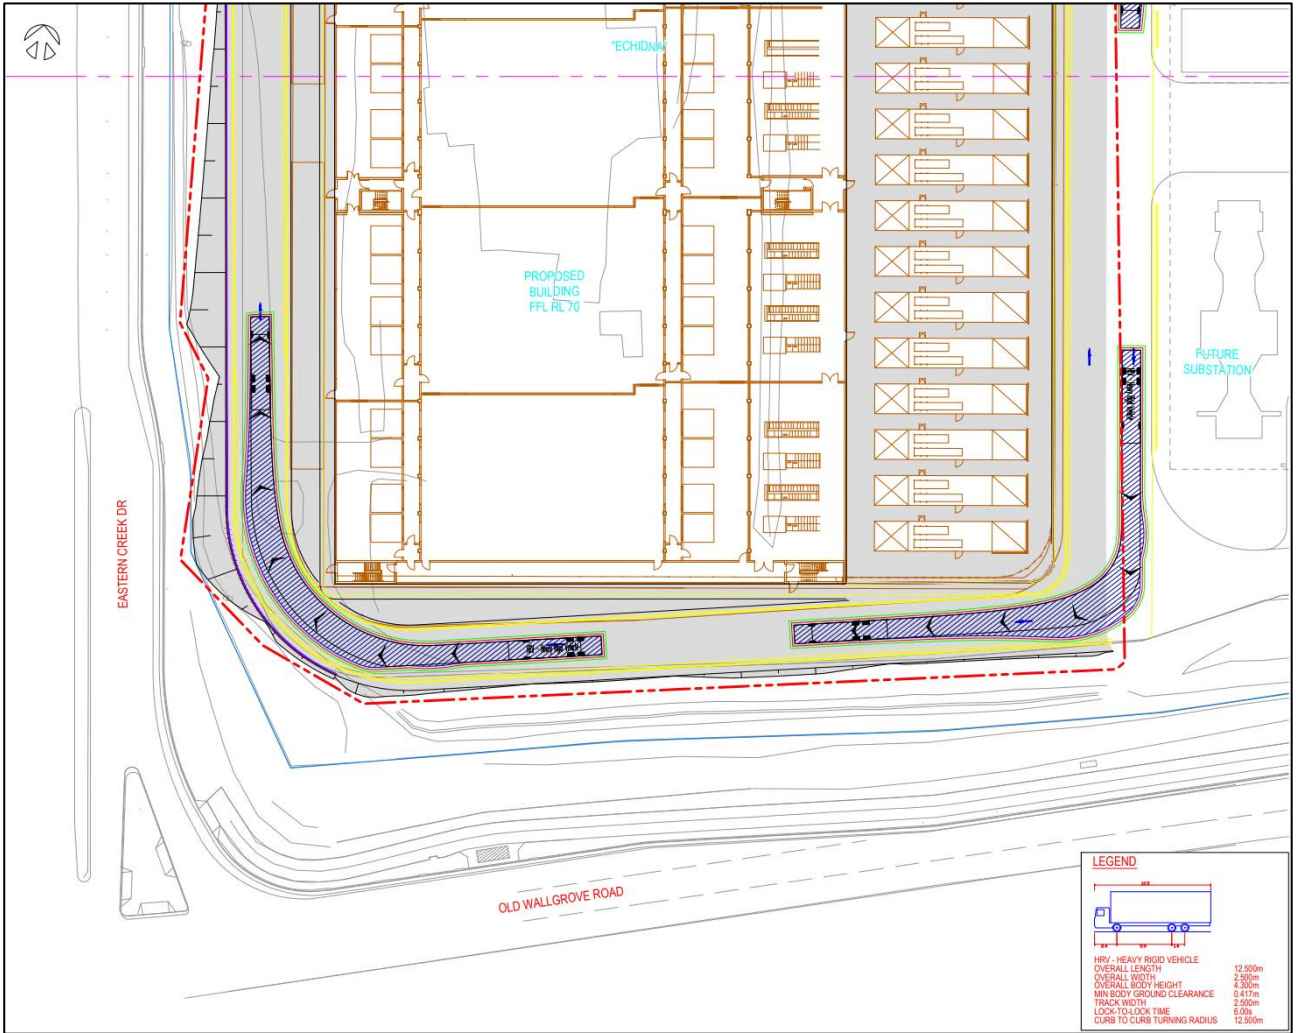 "ECHIDNA"
PROPOSED
BUILDING
FFL RL 70
FUTURE
SUBSTATION
EASTERN CREEK DR
OLD WALLGROVE ROAD
LEGEND
HRV - HEAVY RIGID VEHICLE
OVERALL LENGTH 12.500m
OVERALL WIDTH 2.500m
OVERALL BODY HEIGHT 4.300m
MIN BODY GROUND CLEARANCE 0.417m
TRACK WIDTH 2.500m
LOCK-TO-LOCK TIME 6.00s
CURB TO CURB TURNING RADIUS 12.500m